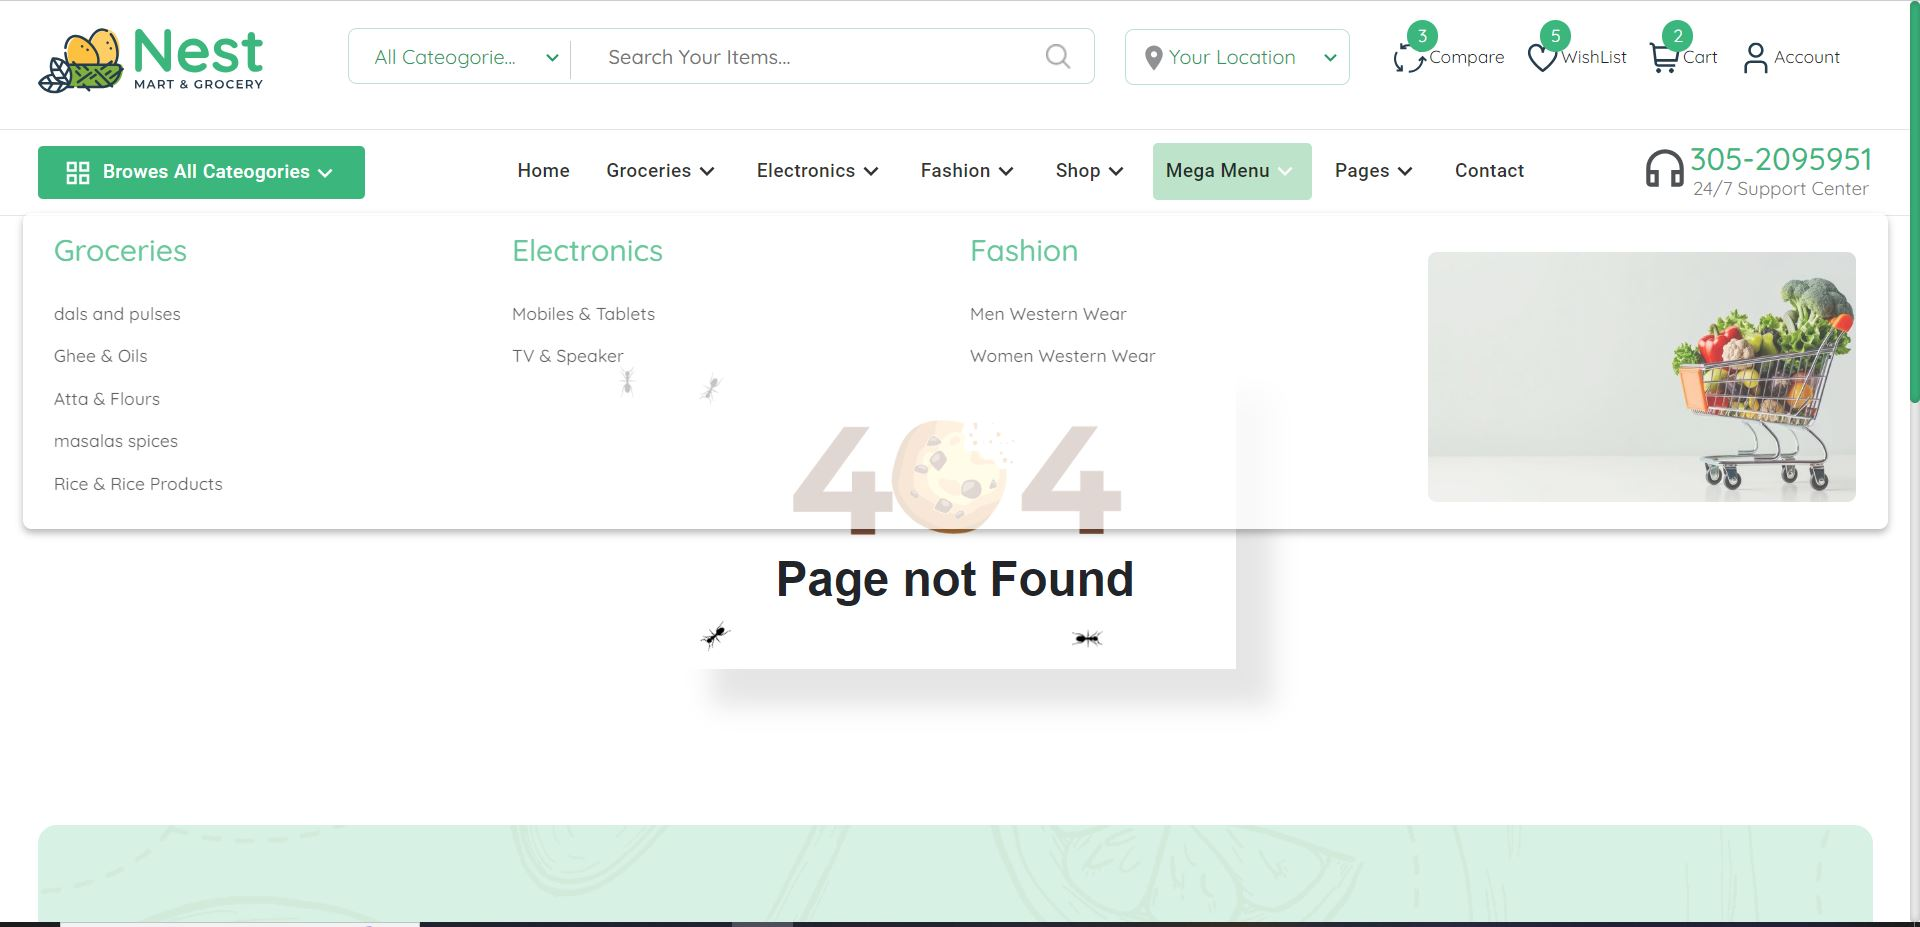 Nest
MART & GROCERY
All Cateogorie...
Search Your Items...
Your Location
3
Compare
5
WishList
2
Cart
Account
Browes All Cateogories
Home
Groceries
Electronics
Fashion
Shop
Mega Menu
Pages
Contact
305-2095951
24/7 Support Center
Groceries
dals and pulses
Ghee & Oils
Atta & Flours
masalas spices
Rice & Rice Products
Electronics
Mobiles & Tablets
TV & Speaker
Fashion
Men Western Wear
Women Western Wear
404
Page not Found